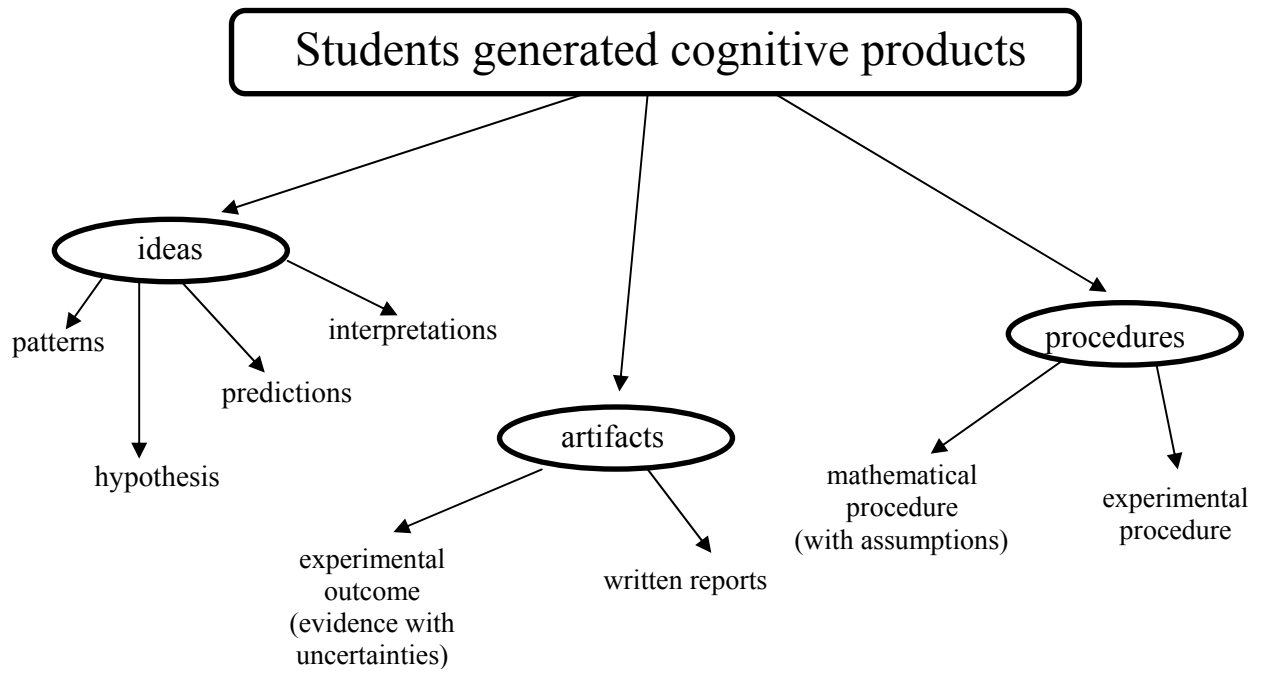 Students generated cognitive products
ideas
patterns
hypothesis
predictions
interpretations
artifacts
experimental
outcome
(evidence with
uncertainties)
written reports
procedures
mathematical
procedure
(with assumptions)
experimental
procedure